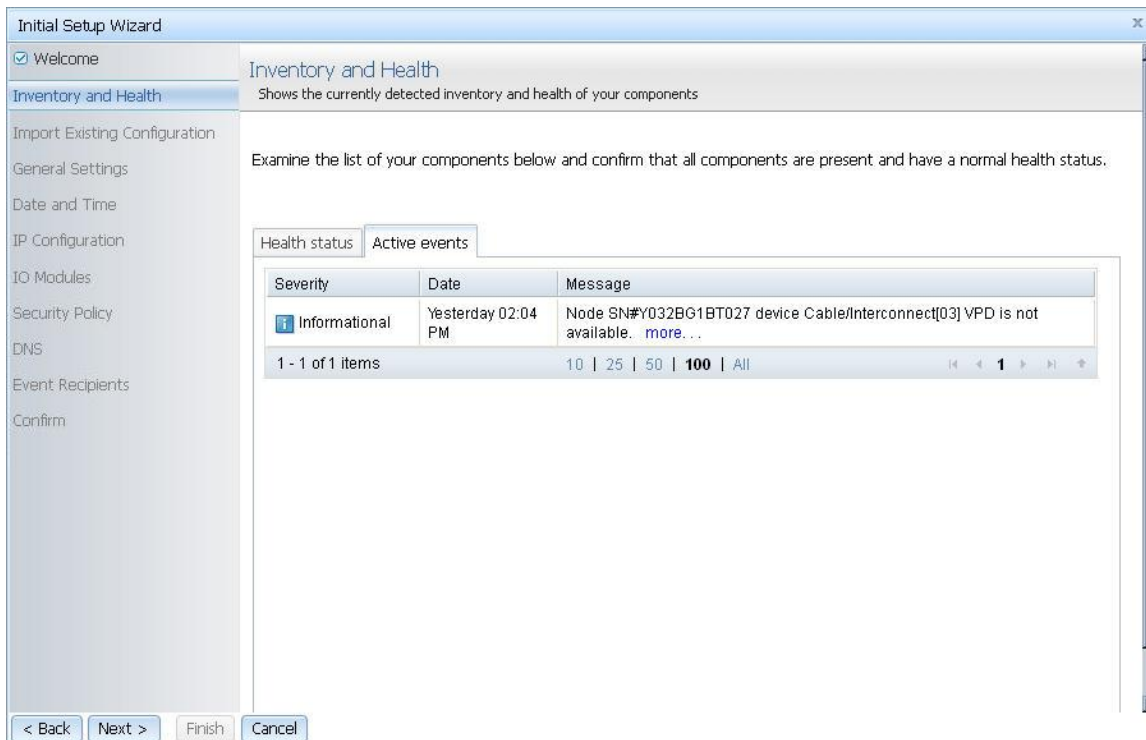 Initial Setup Wizard
x
Welcome
Inventory and Health
Import Existing Configuration
General Settings
Date and Time
IP Configuration
IO Modules
Security Policy
DNS
Event Recipients
Confirm
Inventory and Health
Shows the currently detected inventory and health of your components
Examine the list of your components below and confirm that all components are present and have a normal health status.
Health status Active events
Severity Date Message
Informational Yesterday 02:04 Node SN#Y032BG1BT027 device Cable/Interconnect[03] VPD is not
PM available. more...
1 - 1 of 1 items 10 | 25 | 50 | 100 | All 1
< Back Next > Finish Cancel